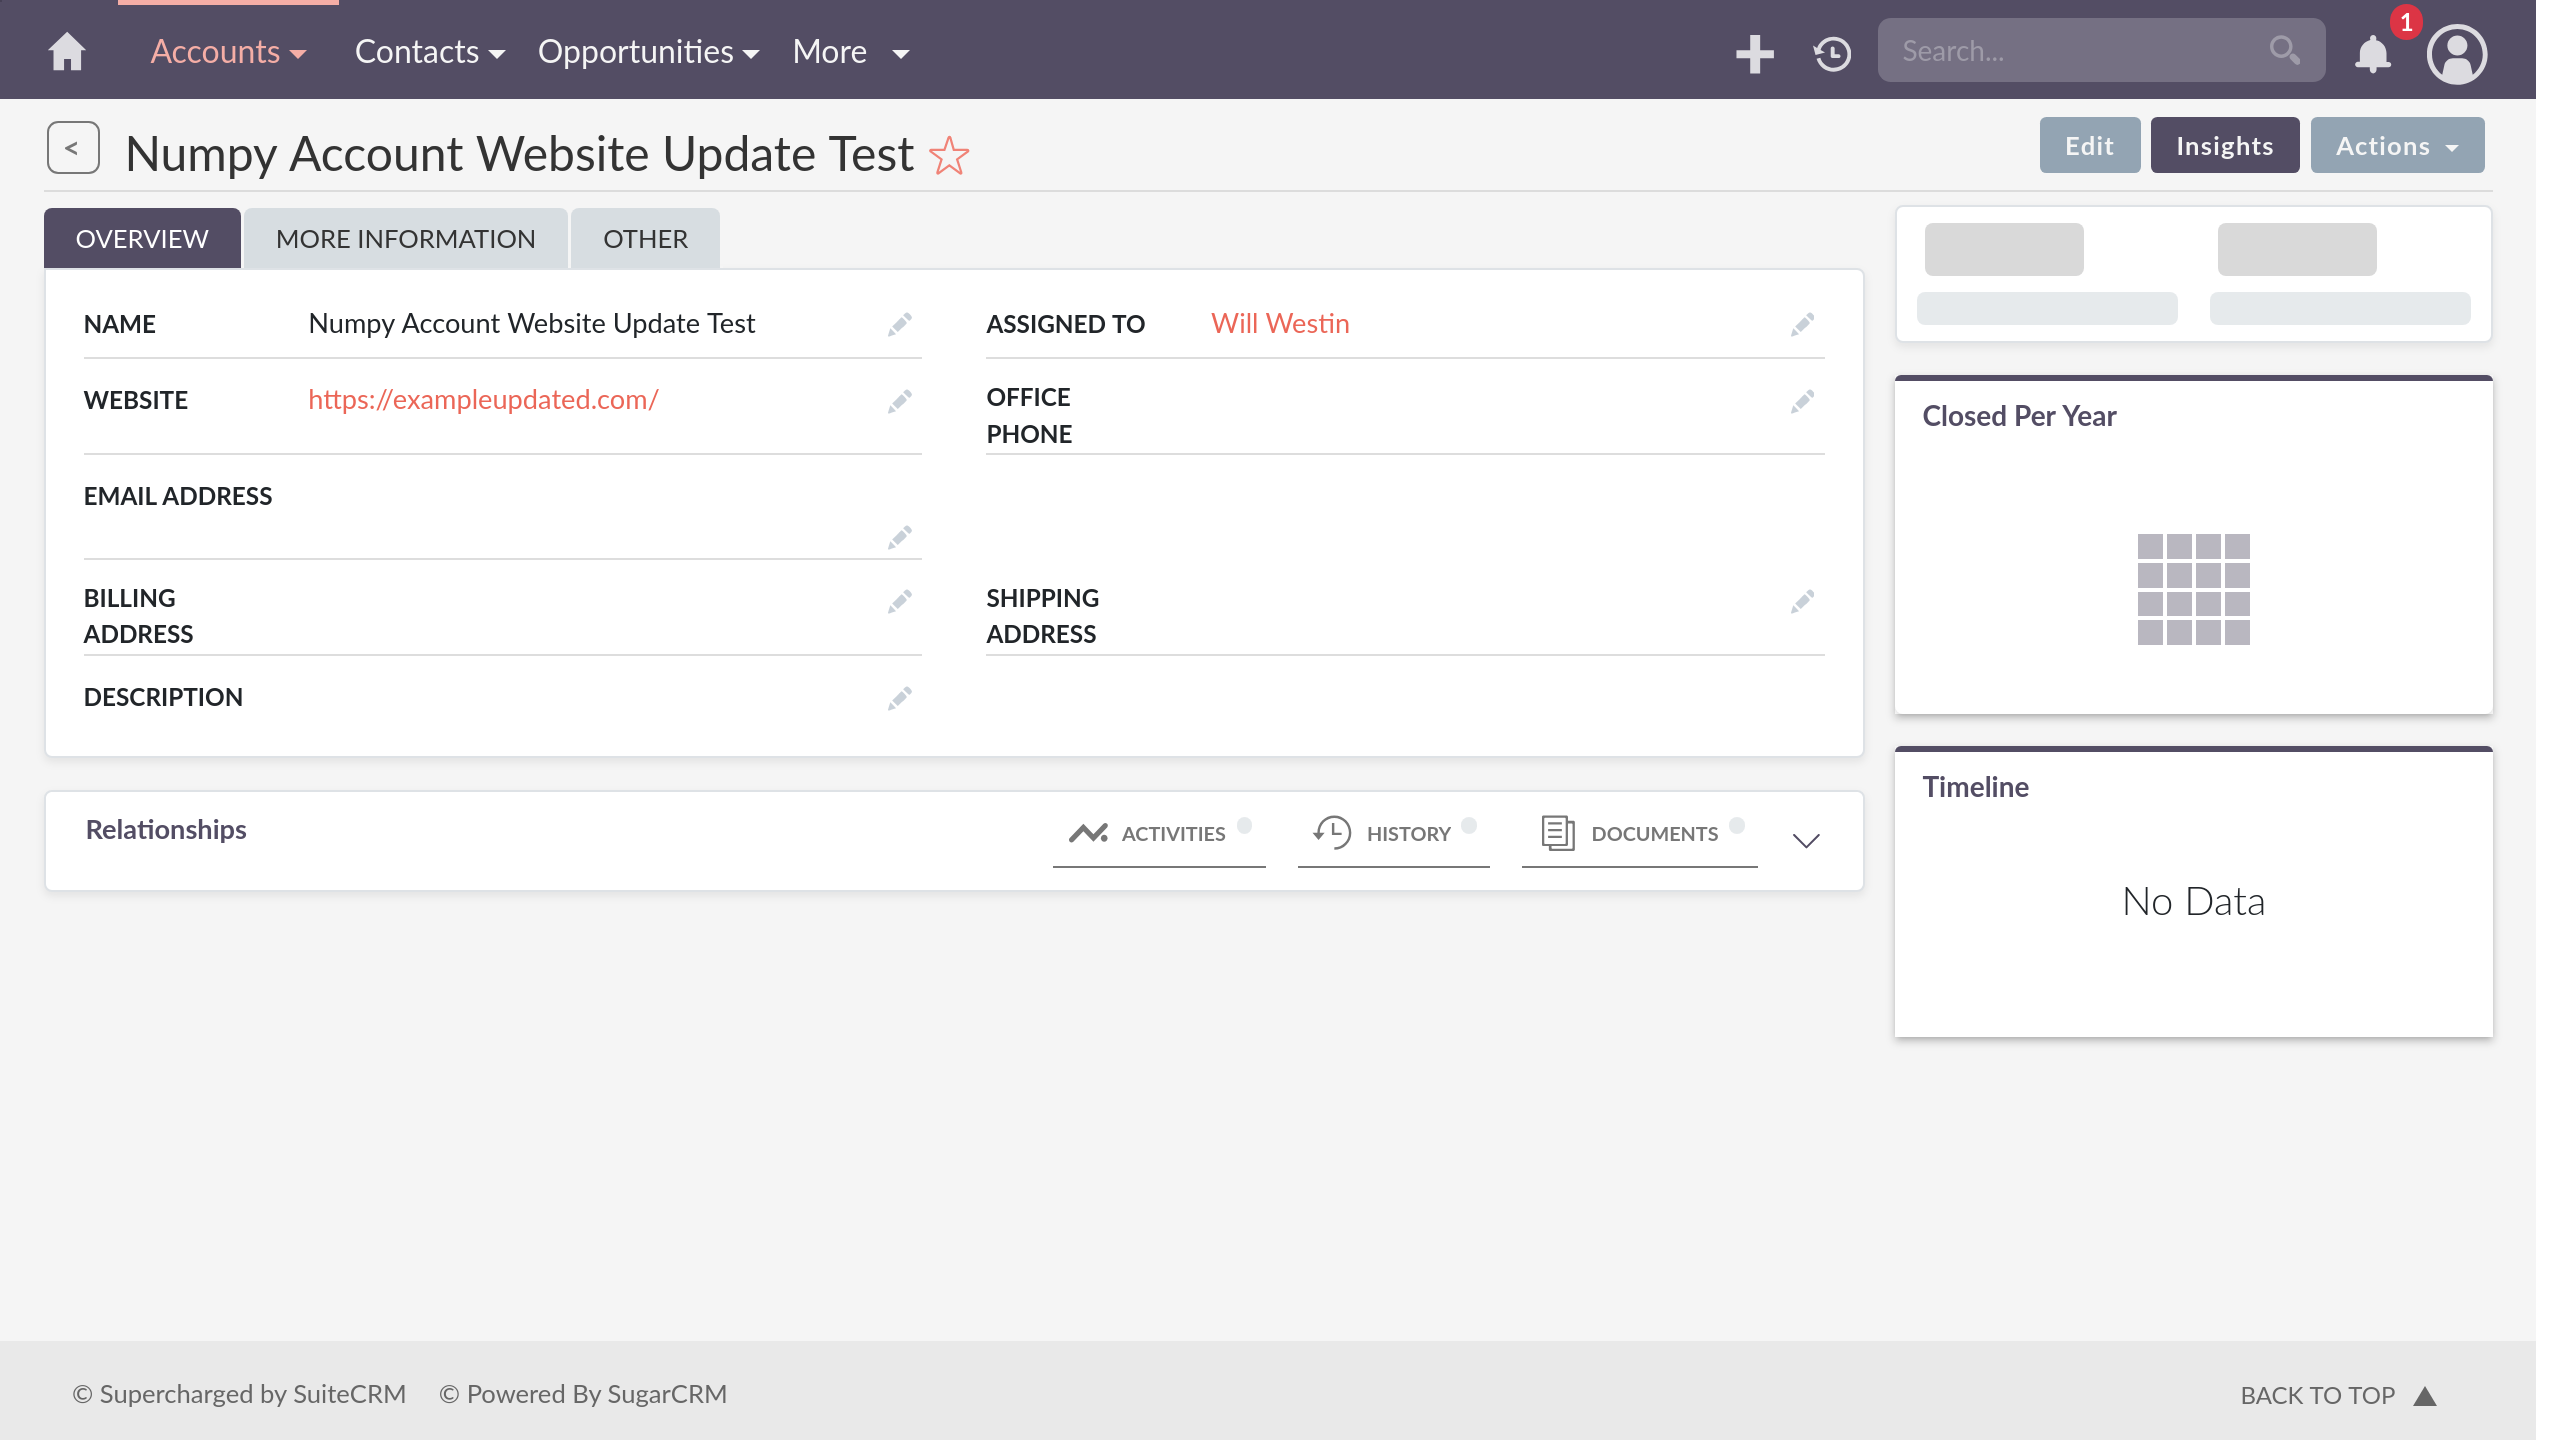 Accounts Contacts Opportunities More Search... 1
< Numpy Account Website Update Test Edit Insights Actions
OVERVIEW MORE INFORMATION OTHER
NAME Numpy Account Website Update Test
ASSIGNED TO Will Westin
WEBSITE https://exampleupdated.com/
OFFICE
PHONE
EMAIL ADDRESS
BILLING
ADDRESS
SHIPPING
ADDRESS
DESCRIPTION
Relationships ACTIVITIES HISTORY DOCUMENTS
Closed Per Year
Timeline
No Data
© Supercharged by SuiteCRM © Powered By SugarCRM BACK TO TOP